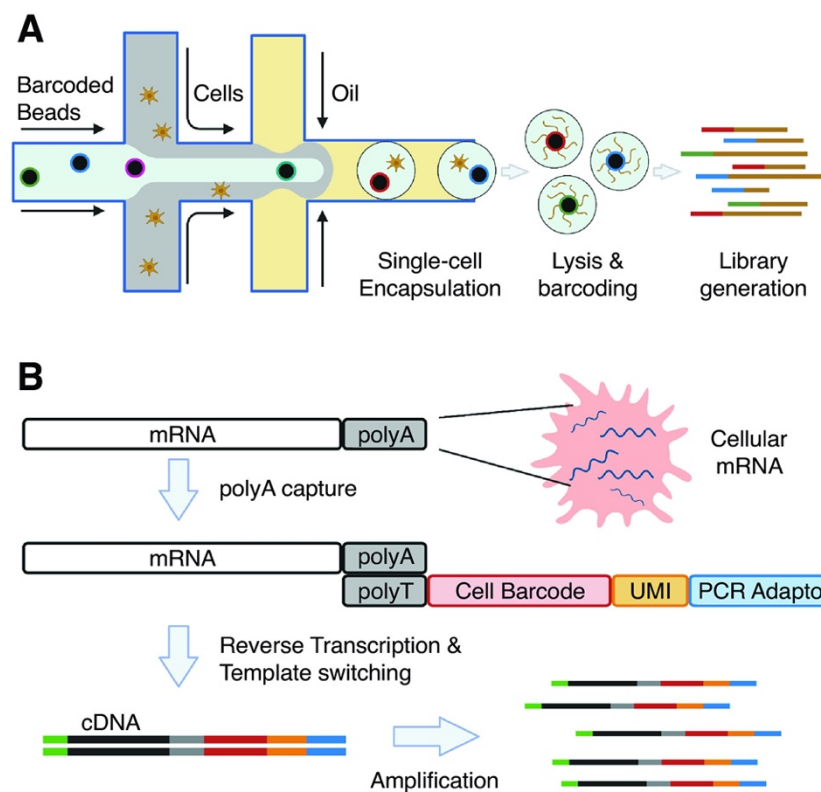 A
Barcoded
Beads
Cells
Oil
Single-cell
Encapsulation
Lysis &
barcoding
Library
generation
B
mRNA
polyA
Cellular
mRNA
polyA capture
mRNA
polyA
polyT
Cell Barcode
UMI
PCR Adapto
Reverse Transcription &
Template switching
cDNA
Amplification